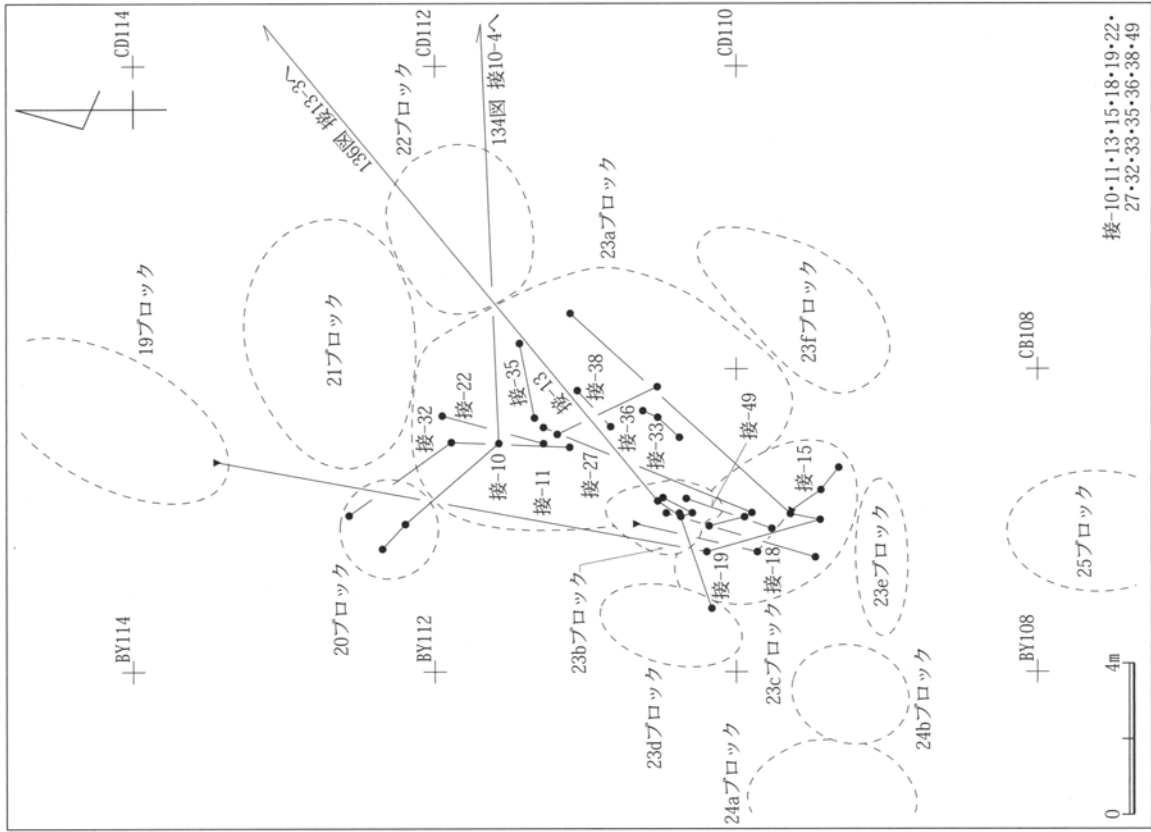 CD114
CD112
CD110
CB108
BY114
BY112
BY108
19ブロック
21ブロック
22ブロック
20ブロック
23aブロック
23fブロック
23bブロック
23dブロック
23cブロック
23eブロック
24aブロック
24bブロック
25ブロック
136図 接13-3へ
134図 接10-4へ
接-32
接-22
接-10
接-35
接-11
接-13
接-27
接-38
接-36
接-33
接-49
接-15
接-19
接-18
0
4m
接-10・11・13・15・18・19・22・
27・32・33・35・36・38・49